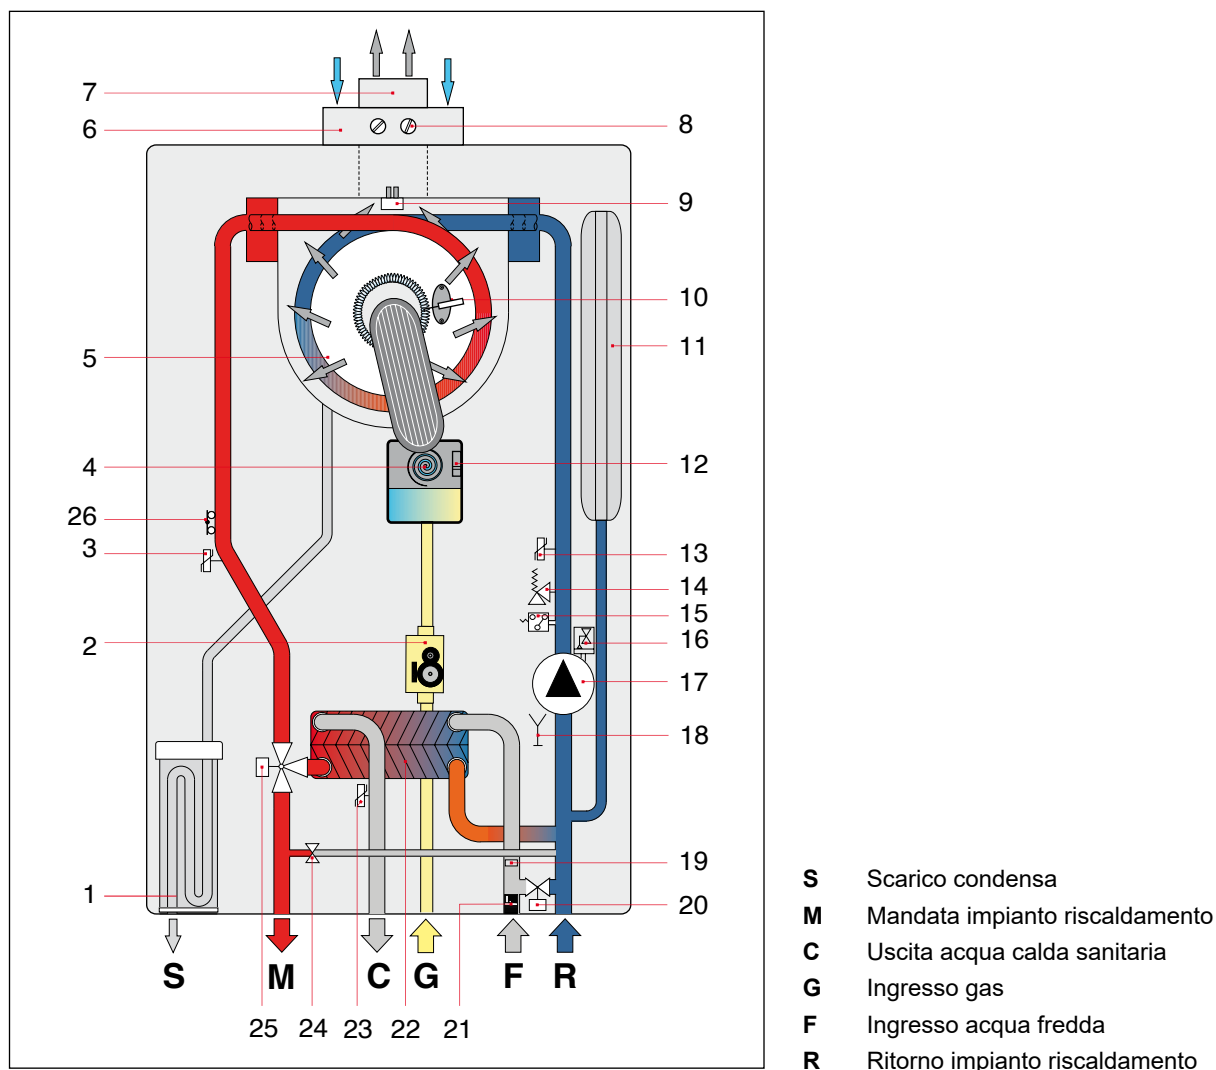 7
6
8
9
10
5
11
4
12
26
3
13
14
15
2
16
17
18
1
19
20
S
M
C
G
F
R
25
24
23
22
21
S Scarico condensa
M Mandata impianto riscaldamento
C Uscita acqua calda sanitaria
G Ingresso gas
F Ingresso acqua fredda
R Ritorno impianto riscaldamento